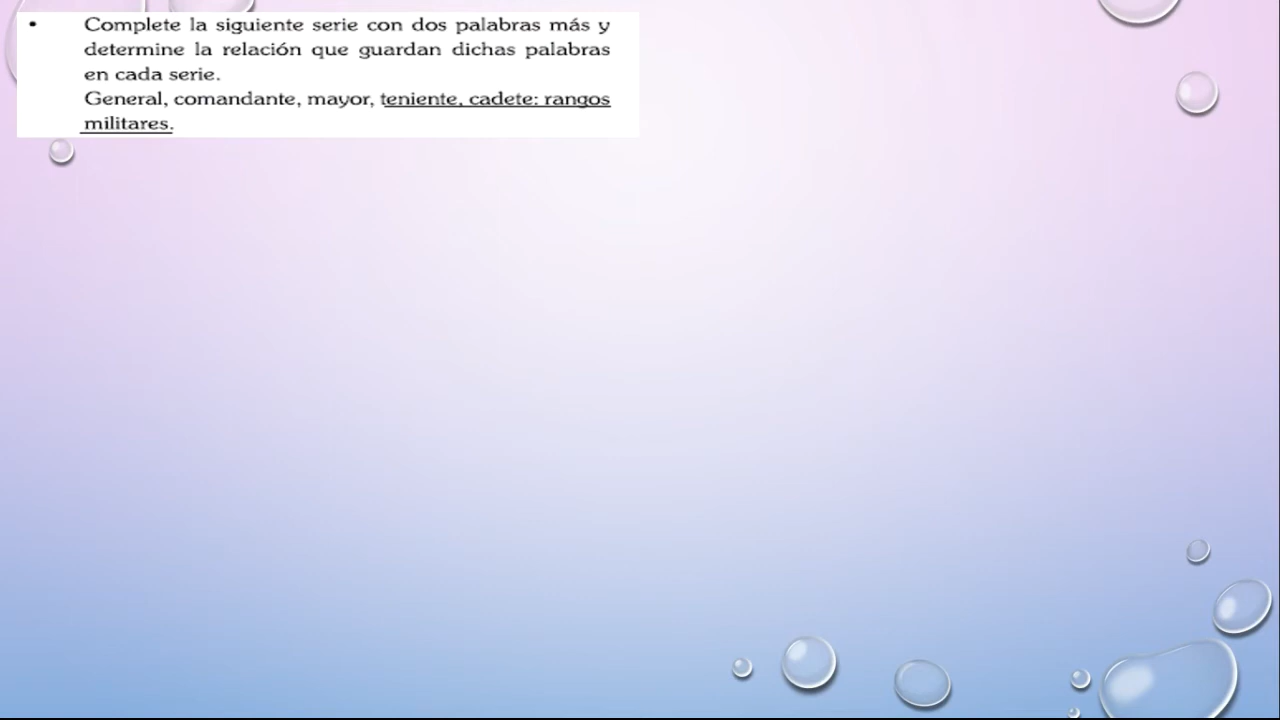 • Complete la siguiente serie con dos palabras más y
determine la relación que guardan dichas palabras
en cada serie.
General, comandante, mayor, teniente, cadete: rangos
militares.